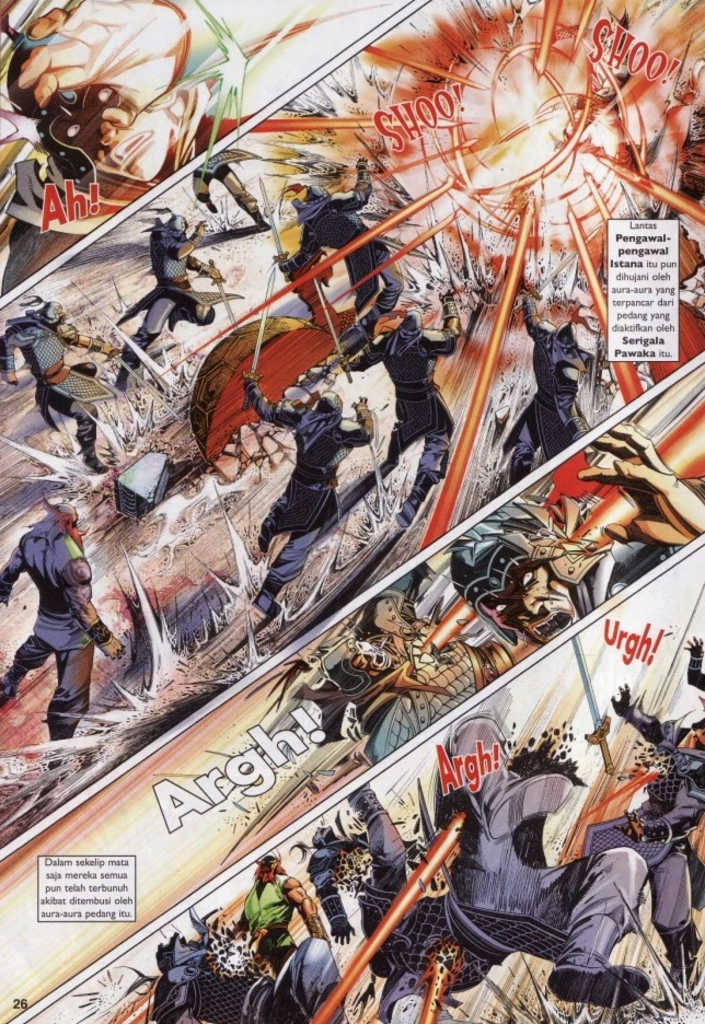 SHOO!
SHOO!
Ah!
Lantas
Pengawal-
pengawal
Istana itu pun
dihujani oleh
aura-aura yang
terpancar dari
pedang yang
diaktifkan oleh
Serigala
Pawaka itu.
Urgh!
Argh!
Argh!
Dalam sekelip mata
saja mereka semua
pun telah terbunuh
akibat ditembusi oleh
aura-aura pedang itu.
26